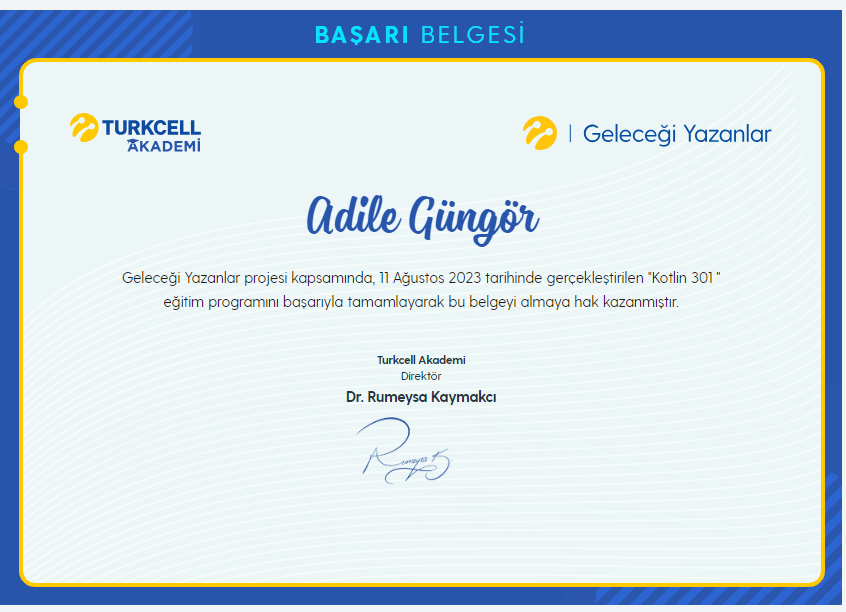 BAŞARI BELGESİ
TURKCELL
AKADEMİ
| Geleceği Yazanlar
Adile Güngör
Geleceği Yazanlar projesi kapsamında, 11 Ağustos 2023 tarihinde gerçekleştirilen "Kotlin 301 "
eğitim programını başarıyla tamamlayarak bu belgeyi almaya hak kazanmıştır.
Turkcell Akademi
Direktör
Dr. Rumeysa Kaymakcı
Rumeysa K